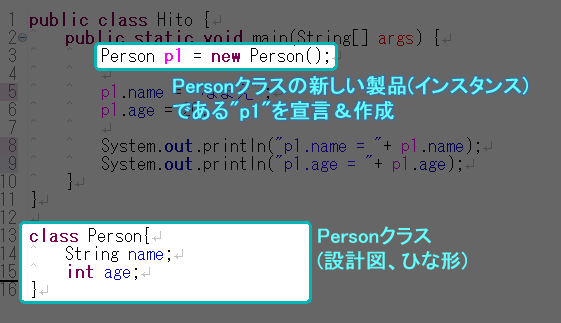 1 public class Hito {
2 public static void main(String[] args) {
3 Person p1 = new Person();
Personクラスの新しい製品(インスタンス)
5 p1.name =
である"p1"を宣言＆作成
6 p1.age =
8 System.out.println("p1.name = "+ p1.name);
9 System.out.println("p1.age = "+ p1.age);
10 }
11 }
12
13 class Person{
Personクラス
14 String name;
(設計図、ひな形)
15 int age;
16 }